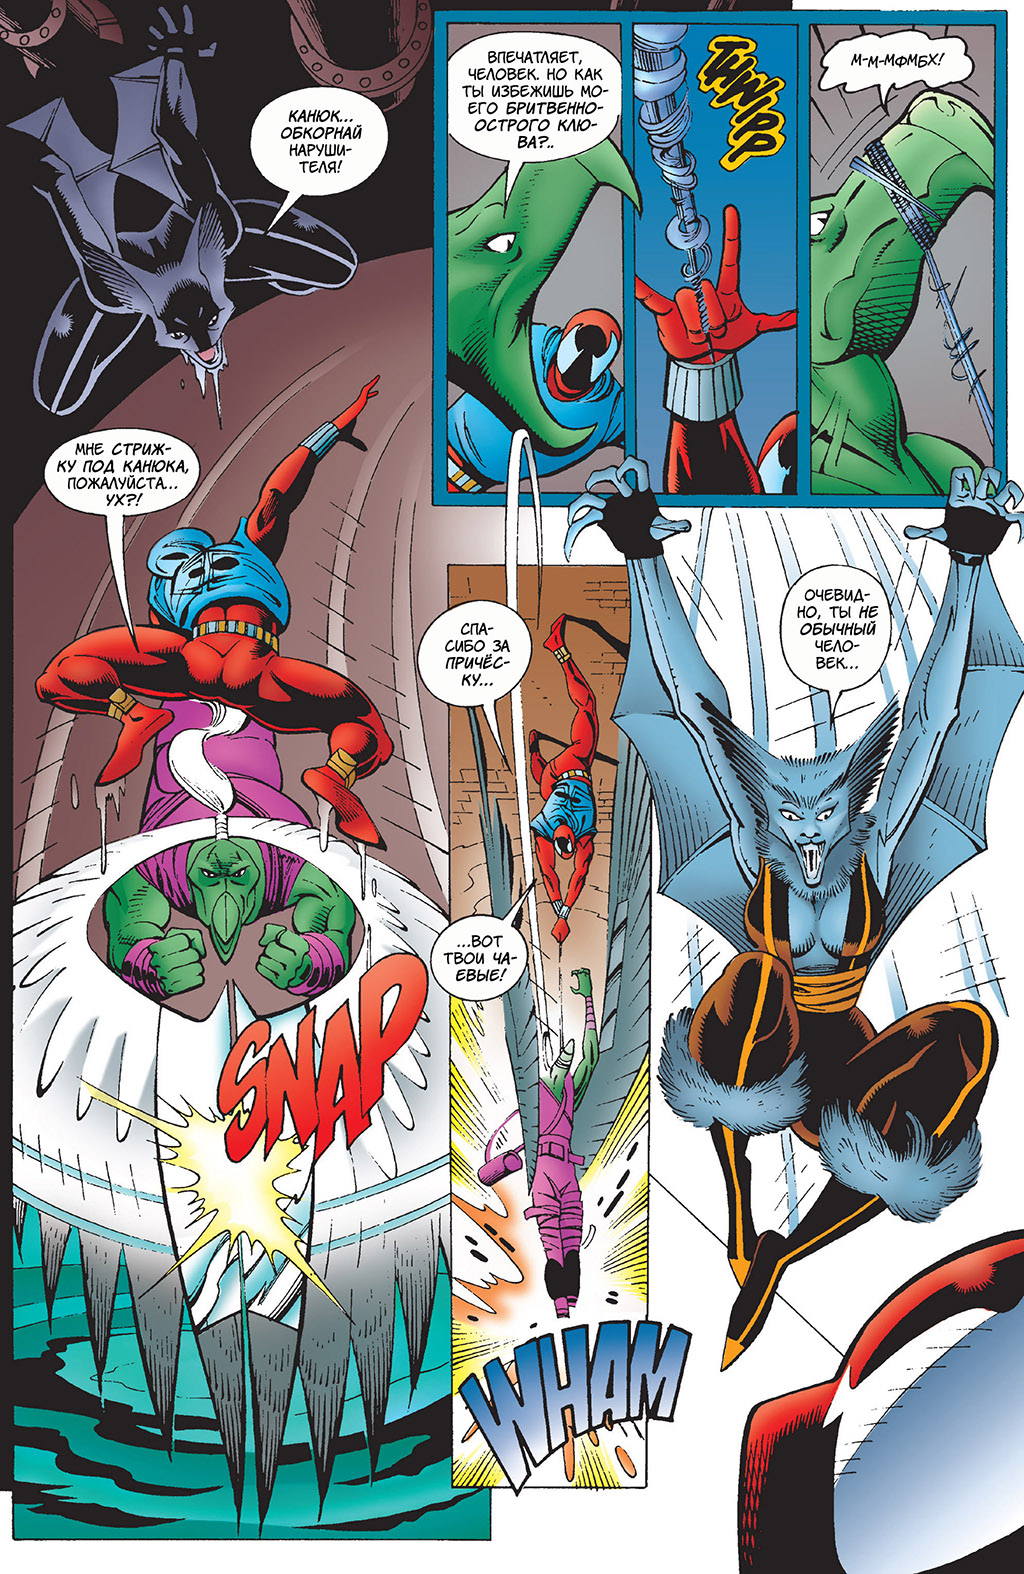 КАНЮК...
ОБКОРНАЙ
НАРУШИ-
ТЕЛЯ!
МНЕ СТРИЖ-
КУ ПОД КАНЮКА,
ПОЖАЛУЙСТА...
УХ?!
SNAP
ВПЕЧАТЛЯЕТ,
ЧЕЛОВЕК. НО КАК
ТЫ ИЗБЕЖИШЬ МО-
ЕГО БРИТВЕННО-
ОСТРОГО КЛЮ-
ВА?..
THWIPP
М-М-МФМБХ!
СПА-
СИБО ЗА
ПРИЧЁС-
КУ...
...ВОТ
ТВОИ ЧА-
ЕВЫЕ!
WHAM
ОЧЕВИД-
НО, ТЫ НЕ
ОБЫЧНЫЙ
ЧЕЛО-
ВЕК...